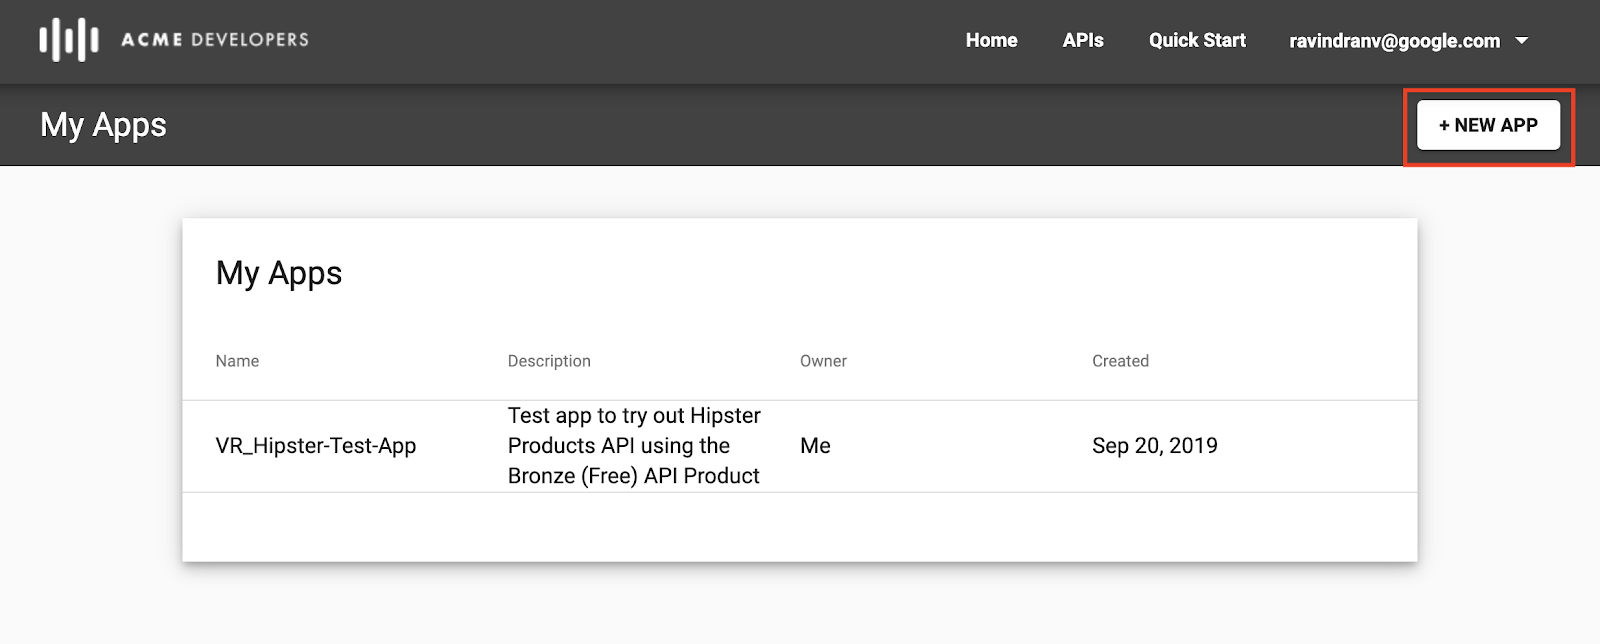 ACME DEVELOPERS
Home APIs Quick Start ravindranv@google.com
My Apps
+ NEW APP
My Apps
Name Description Owner Created
Test app to try out Hipster
VR_Hipster-Test-App Products API using the Me Sep 20, 2019
Bronze (Free) API Product